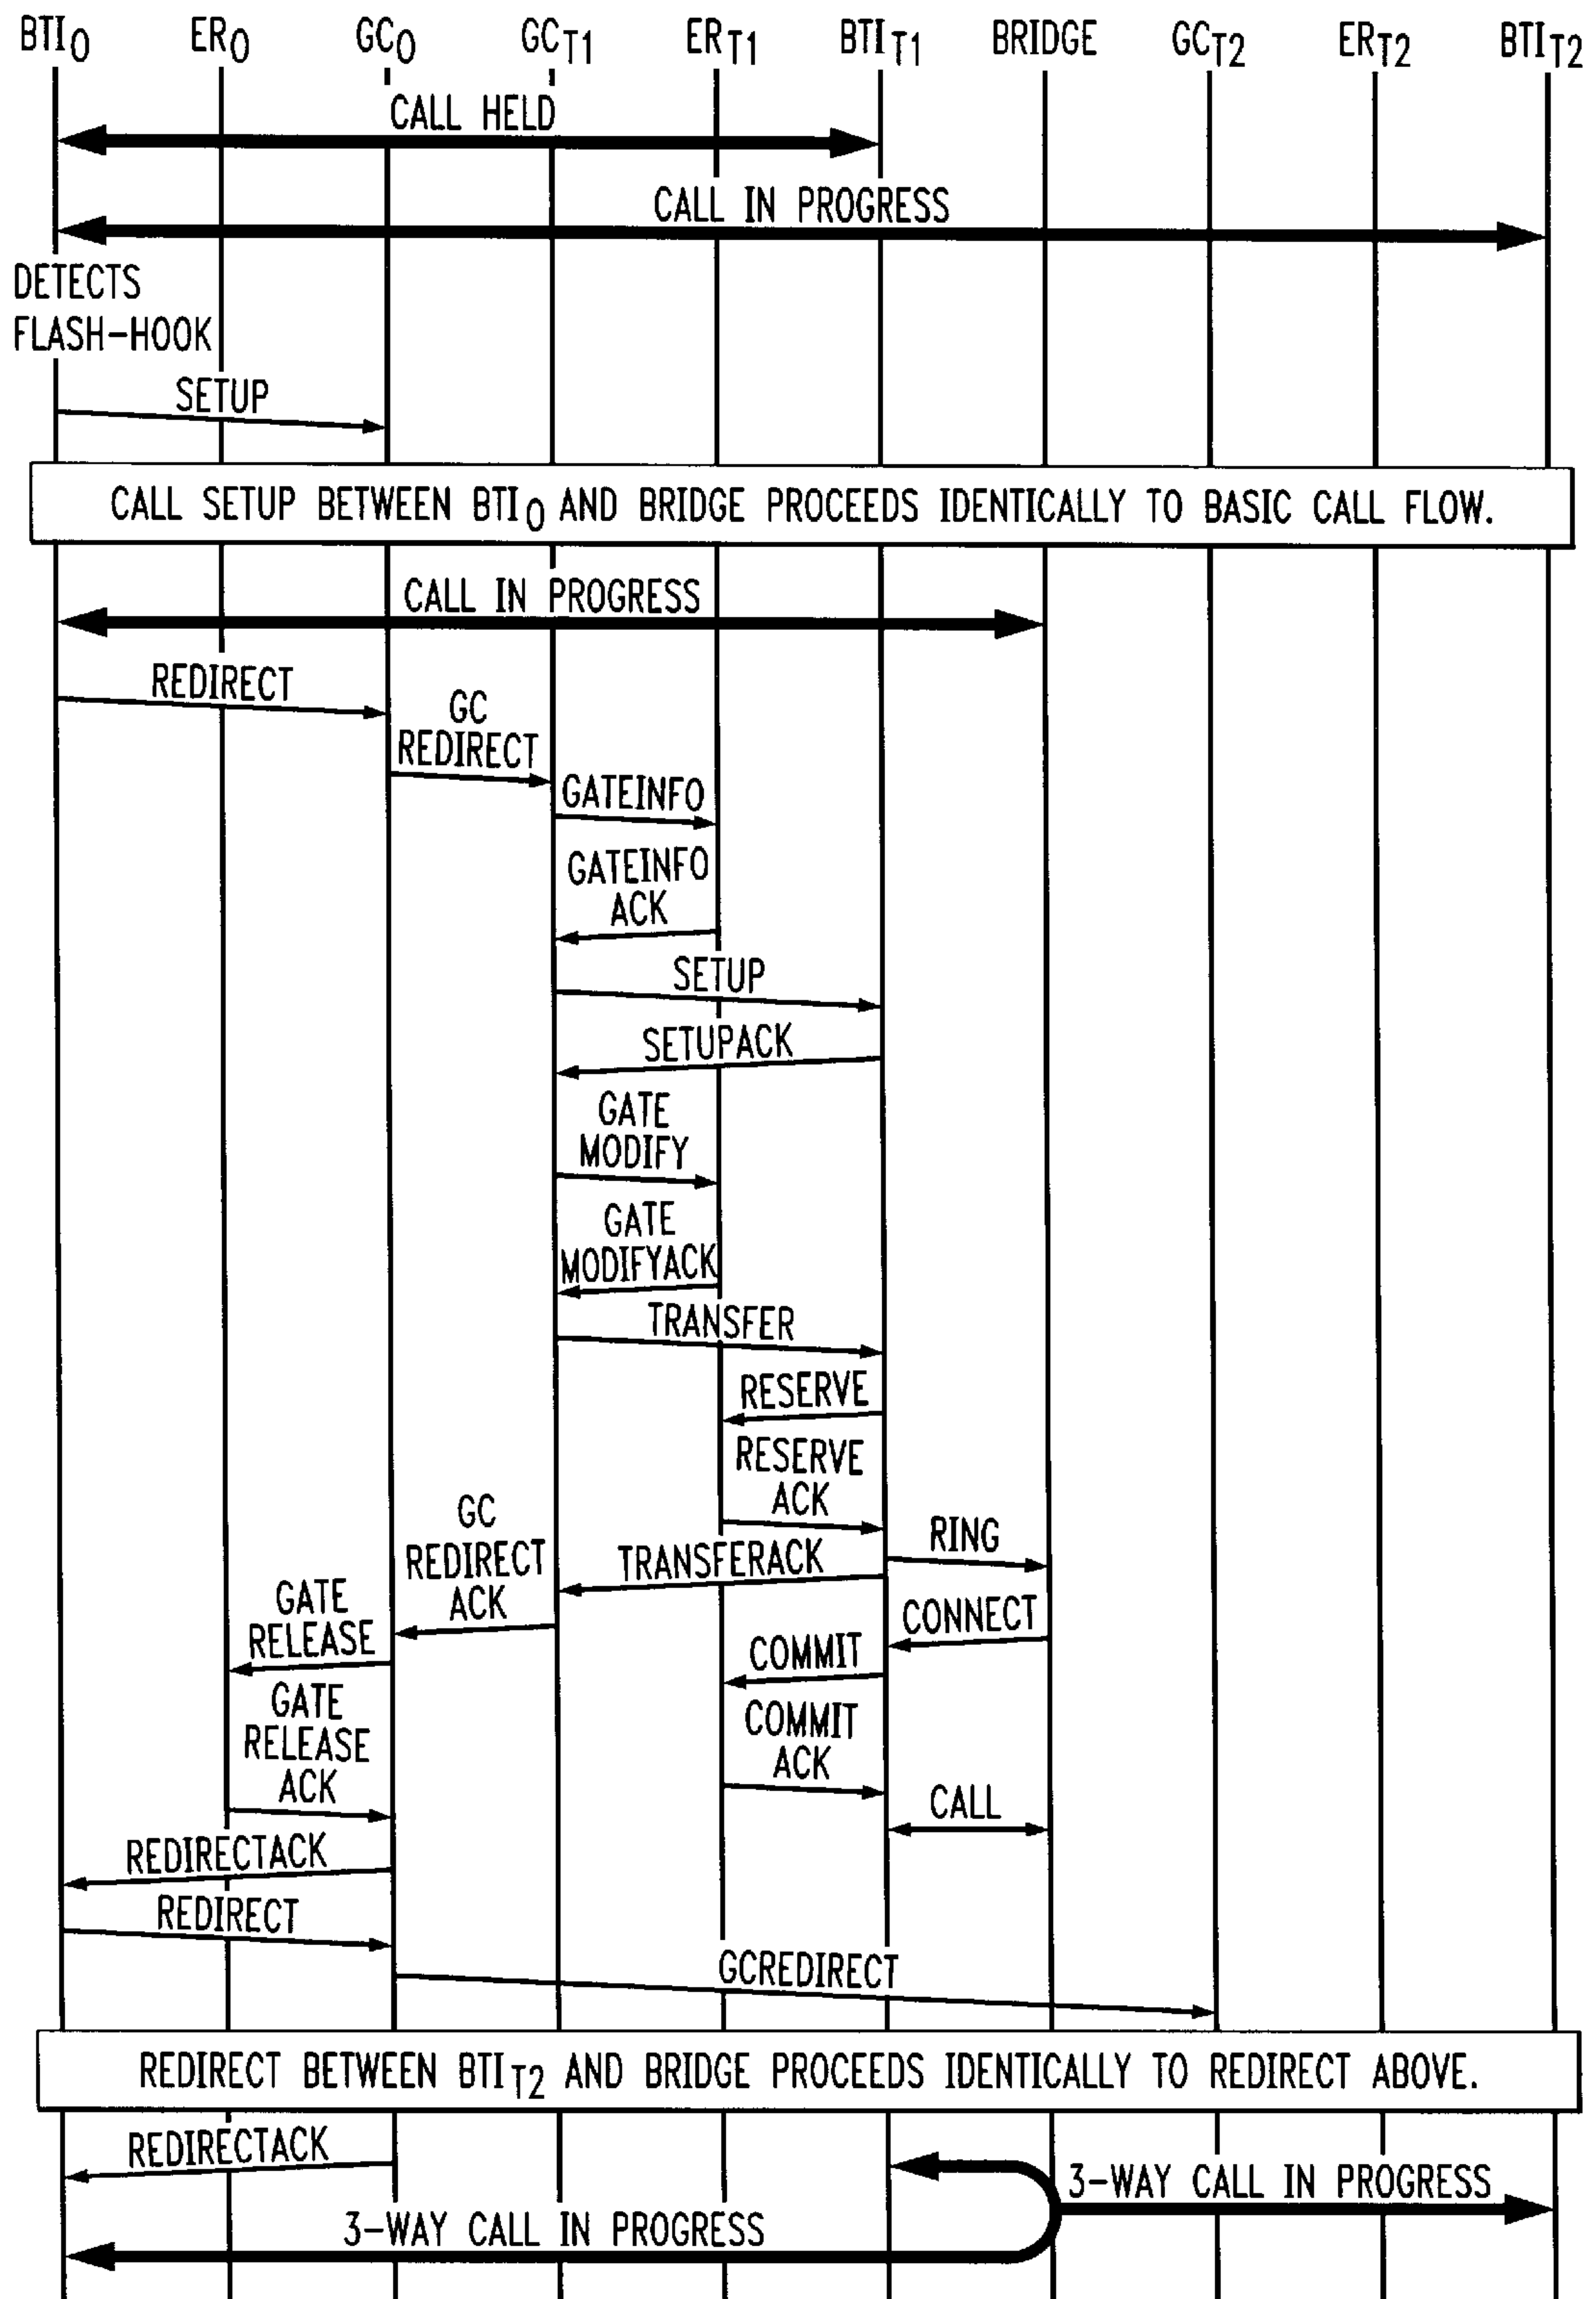 BTIO ERO GCO GCT1 ERT1 BTIT1 BRIDGE GCT2 ERT2 BTIT2
CALL HELD
CALL IN PROGRESS
DETECTS
FLASH-HOOK
SETUP
CALL SETUP BETWEEN BTIO AND BRIDGE PROCEEDS IDENTICALLY TO BASIC CALL FLOW.
CALL IN PROGRESS
REDIRECT
GC
REDIRECT
GATEINFO
GATEINFO
ACK
SETUP
SETUPACK
GATE
MODIFY
GATE
MODIFYACK
TRANSFER
RESERVE
RESERVE
ACK
RING
GC
REDIRECT
ACK
TRANSFERACK
GATE
RELEASE
CONNECT
COMMIT
GATE
RELEASE
ACK
COMMIT
ACK
CALL
REDIRECTACK
REDIRECT
GCREDIRECT
REDIRECT BETWEEN BTIT2 AND BRIDGE PROCEEDS IDENTICALLY TO REDIRECT ABOVE.
REDIRECTACK
3-WAY CALL IN PROGRESS
3-WAY CALL IN PROGRESS